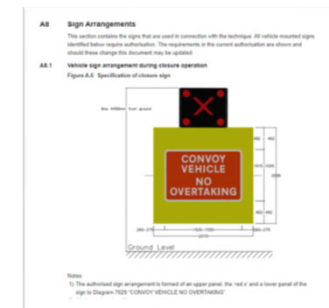 A8 Sign Arrangements
This section contains the signs that are used in connection with the technique. All vehicle mounted signs
identified below require authorisation. The requirements in the current authorisation are shown and
should these change this document may be updated
A8.1 Vehicle sign arrangement during closure operation
Figure A.6 Specification of closure sign
from ground
CONVOY
VEHICLE
NO
OVERTAKING
Ground Level
Notes
1) The authorised sign arrangement is formed of an upper panel, the 'red x' and a lower panel of the
sign to Diagram 7029 "CONVOY VEHICLE NO OVERTAKING".